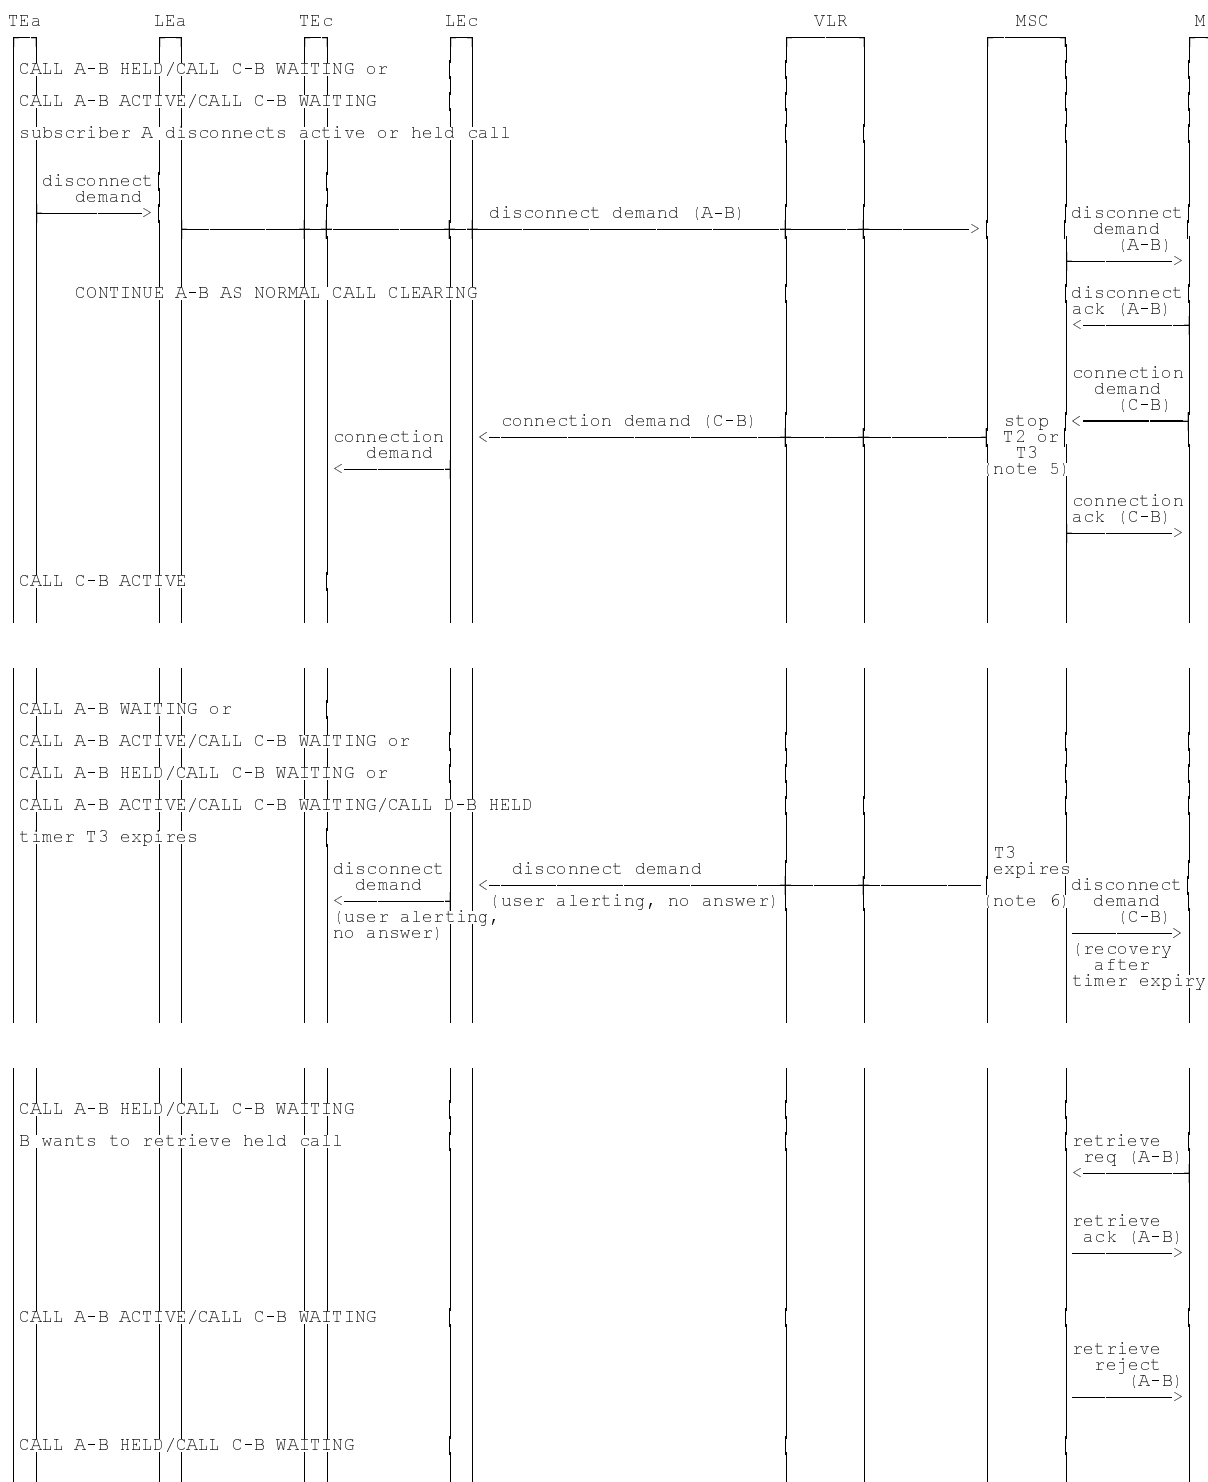 TEa LEa TEc LEc VLR MSC M
CALL A-B HELD/CALL C-B WAITING or
CALL A-B ACTIVE/CALL C-B WAITING
subscriber A disconnects active or held call
disconnect
demand
disconnect demand (A-B)
disconnect
demand
(A-B)
CONTINUE A-B AS NORMAL CALL CLEARING
disconnect
ack (A-B)
connection
demand
(C-B)
connection demand (C-B)
stop
T2 or
T3
(note 5)
connection
demand
connection
ack (C-B)
CALL C-B ACTIVE
CALL A-B WAITING or
CALL A-B ACTIVE/CALL C-B WAITING or
CALL A-B HELD/CALL C-B WAITING or
CALL A-B ACTIVE/CALL C-B WAITING/CALL D-B HELD
timer T3 expires
T3
expires
(note 6)
disconnect demand
(user alerting, no answer)
disconnect
demand
(user alerting,
no answer)
disconnect
demand
(C-B)
(recovery
after
timer expiry
CALL A-B HELD/CALL C-B WAITING
B wants to retrieve held call
retrieve
req (A-B)
retrieve
ack (A-B)
CALL A-B ACTIVE/CALL C-B WAITING
retrieve
reject
(A-B)
CALL A-B HELD/CALL C-B WAITING